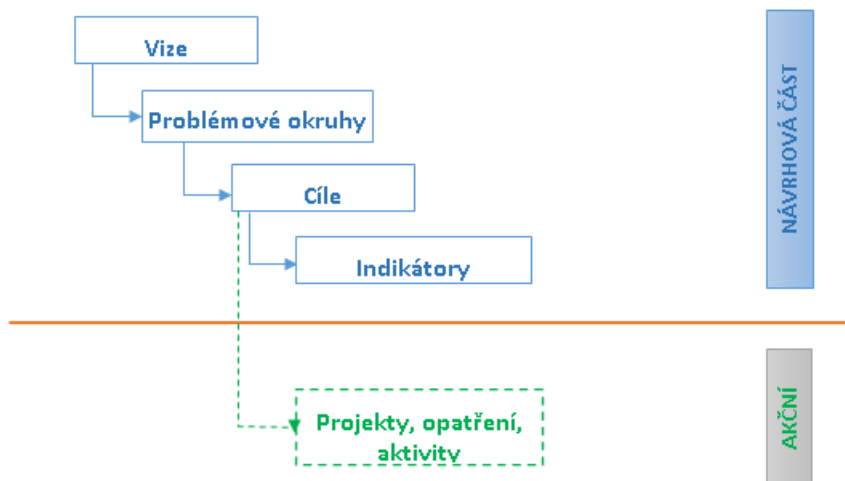 Vize
Problémové okruhy
Cíle
Indikátory
NÁVRHOVÁ ČÁST
Projekty, opatření,
aktivity
AKČNÍ